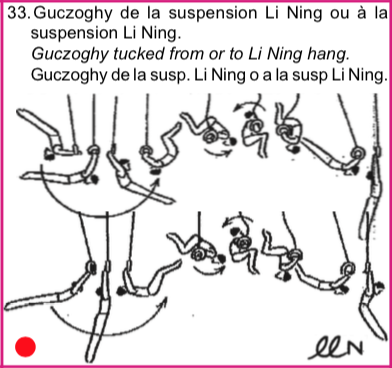 33. Guczoghy de la suspension Li Ning ou à la
suspension Li Ning.
Guczoghy tucked from or to Li Ning hang.
Guczoghy de la susp. Li Ning o a la susp Li Ning.